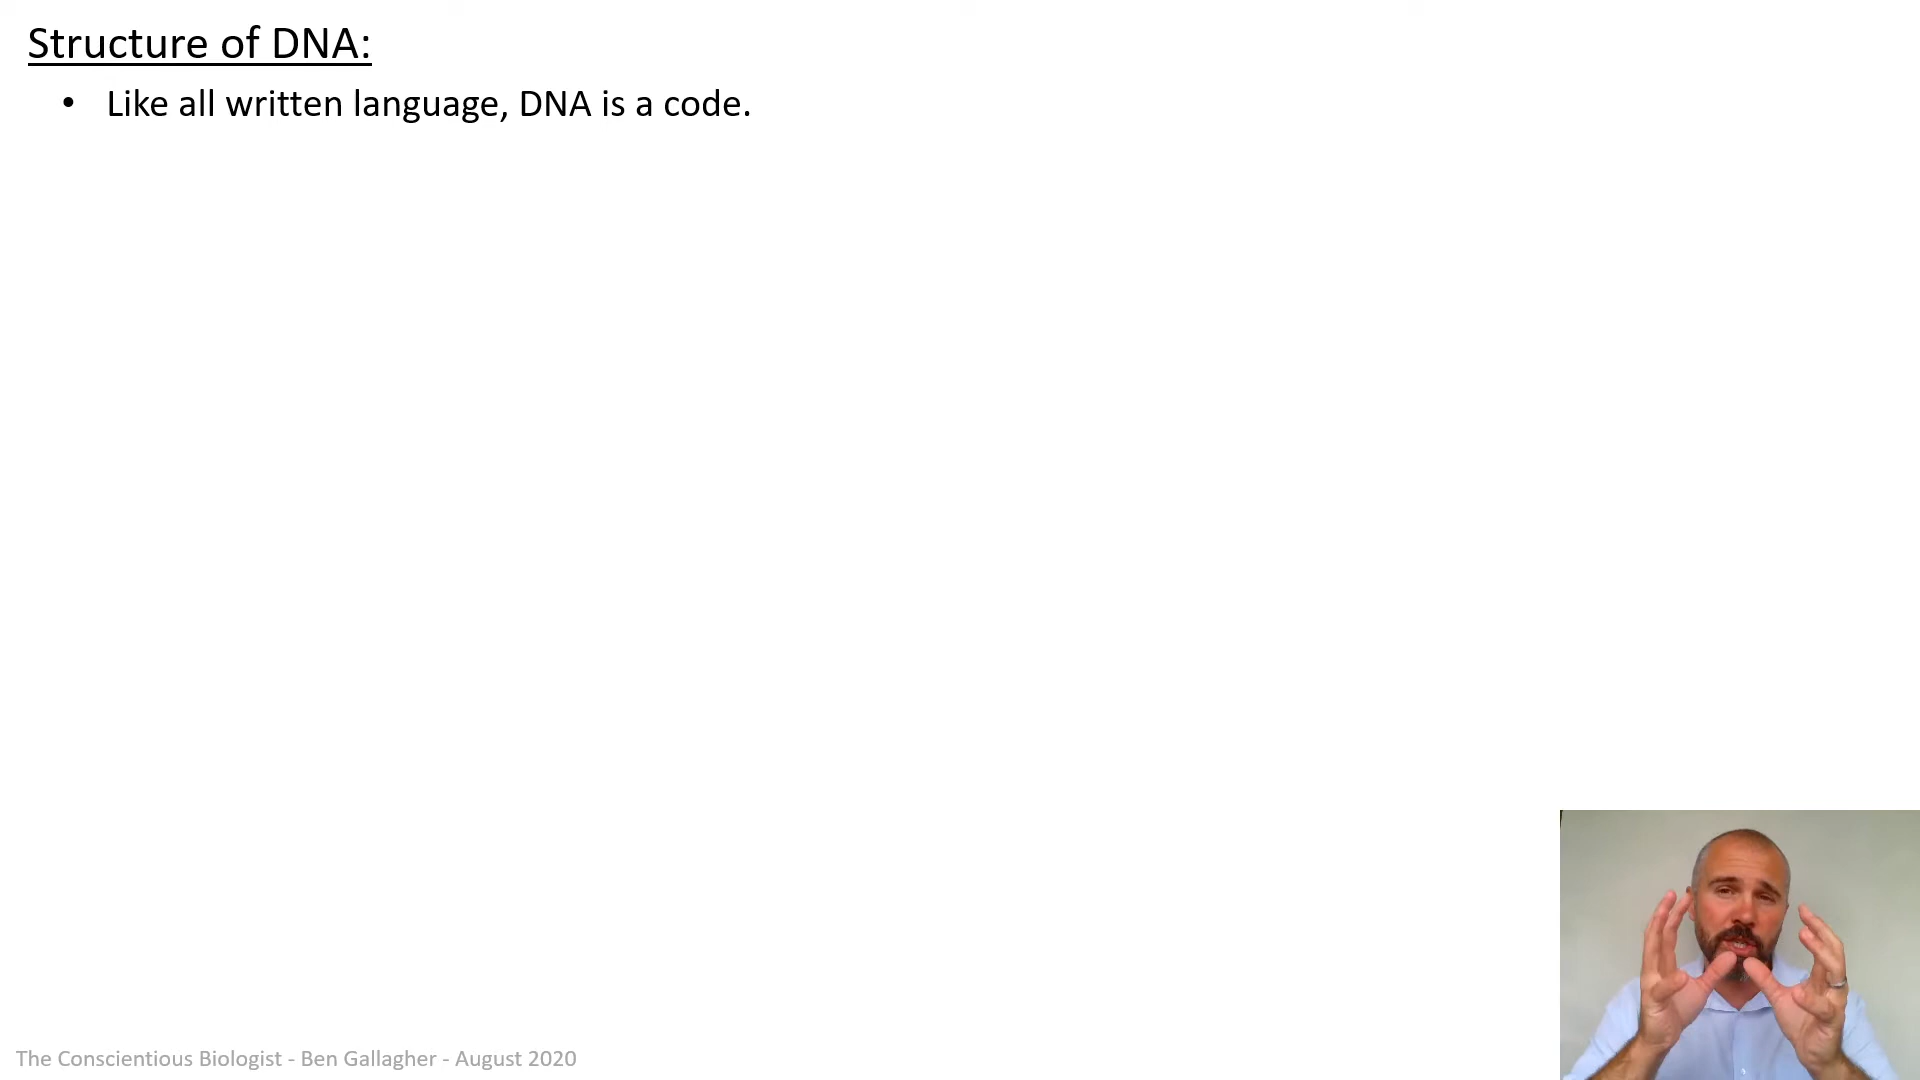 Structure of DNA:
• Like all written language, DNA is a code.
The Conscientious Biologist - Ben Gallagher - August 2020